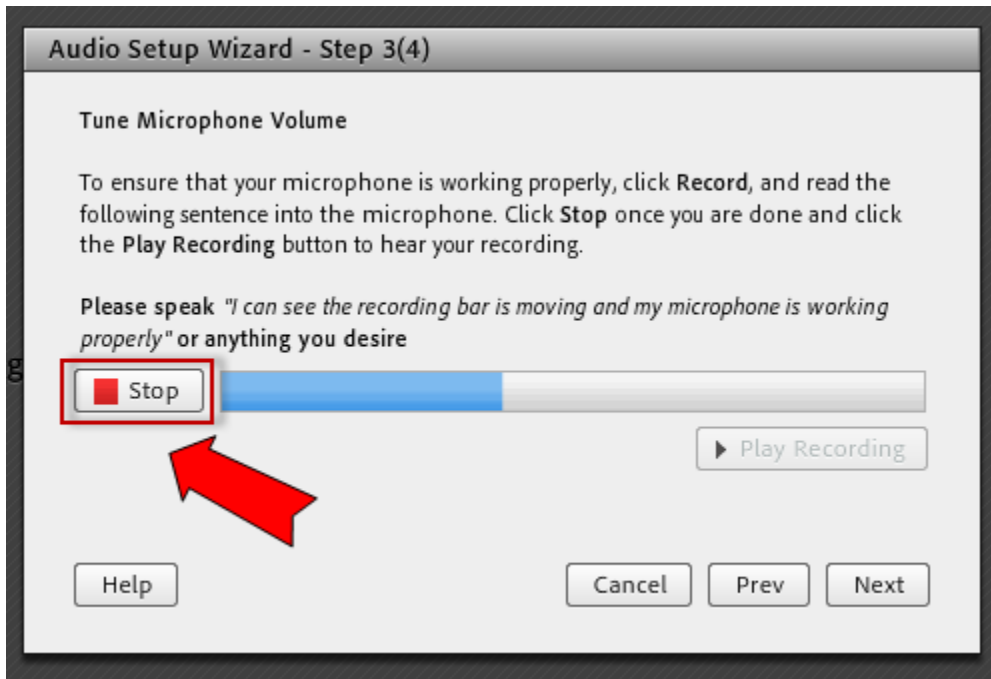 Audio Setup Wizard - Step 3(4)
Tune Microphone Volume
To ensure that your microphone is working properly, click Record, and read the
following sentence into the microphone. Click Stop once you are done and click
the Play Recording button to hear your recording.
Please speak "I can see the recording bar is moving and my microphone is working
properly" or anything you desire
g
Stop
Play Recording
Help
Cancel
Prev
Next